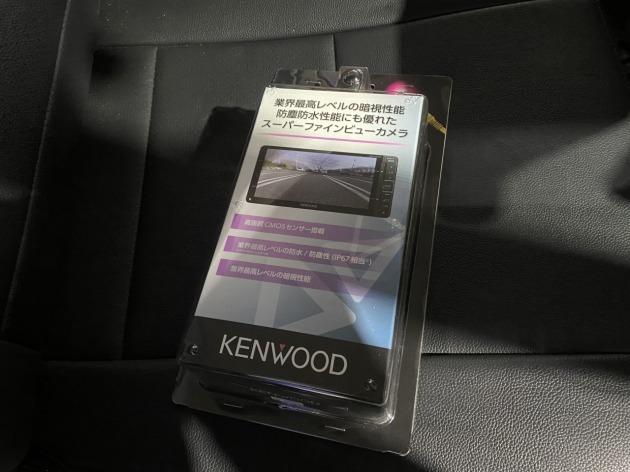 業界最高レベルの暗視性能
防塵防水性能にも優れた
スーパーファインビューカメラ
KENWOOD
高画質CMOSセンサー搭載
業界最高レベルの防水/防塵性(IP67相当)
業界最高レベルの暗視性能
KENWOOD